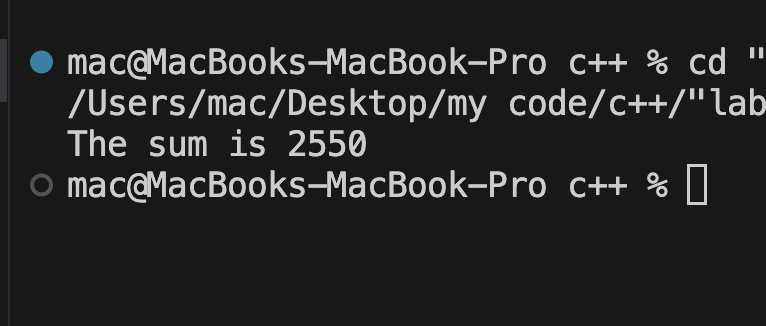 mac@MacBooks-MacBook-Pro c++ % cd "
/Users/mac/Desktop/my code/c++/"lab
The sum is 2550
mac@MacBooks-MacBook-Pro c++ %